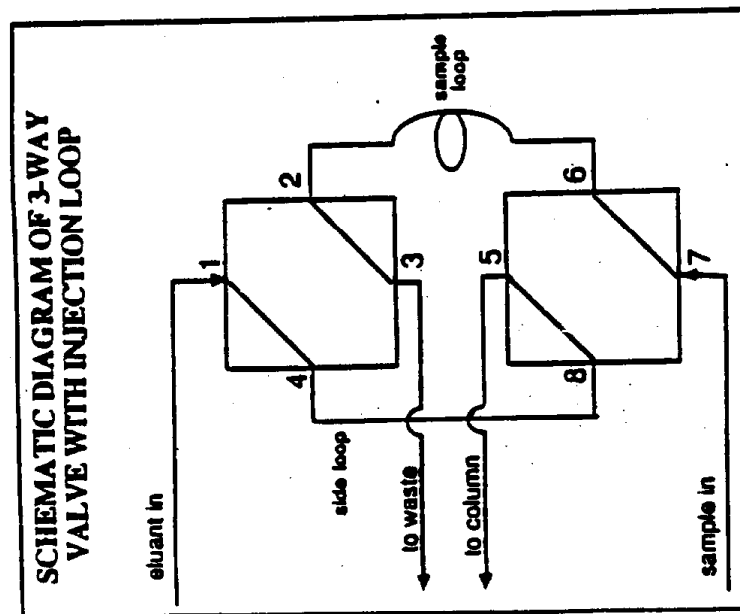 SCHEMATIC DIAGRAM OF 3-WAY
VALVE WITH INJECTION LOOP
eluant in
1
2
3
4
side loop
to waste
sample
loop
to column
5
6
7
8
sample in